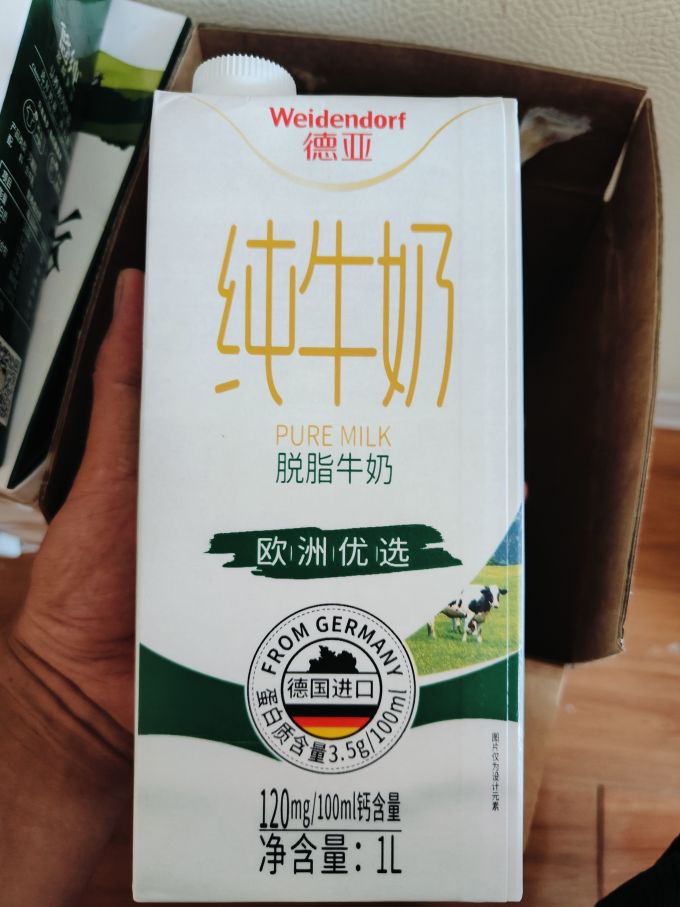 Weidendorf
德亚
纯牛奶
PURE MILK
脱脂牛奶
欧洲优选
FROM GERMANY
德国进口
蛋白质含量3.5g/100ml
图片仅为设计元素
120mg/100ml钙含量
净含量：1L